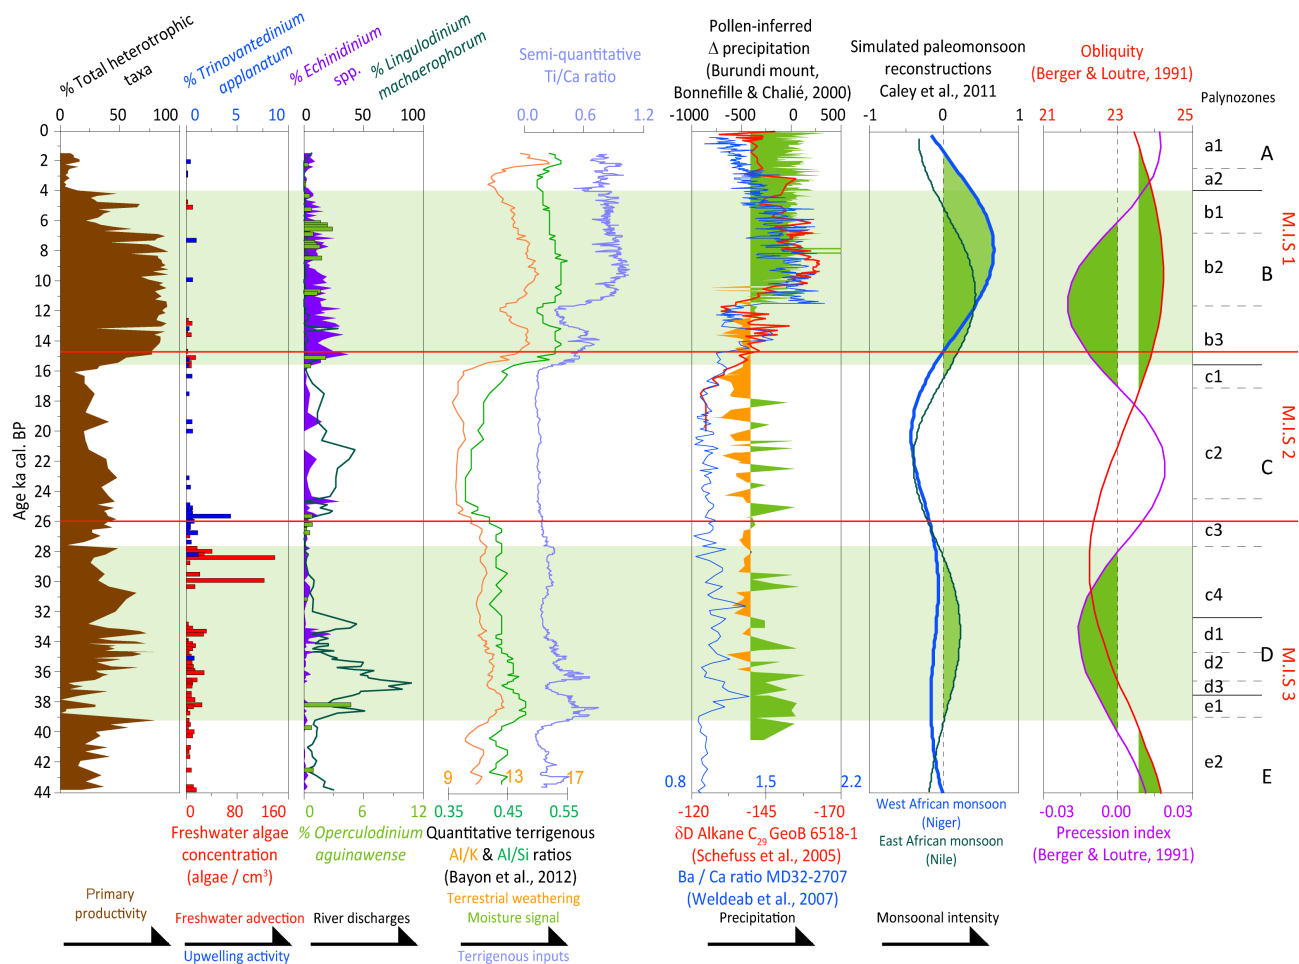 % Total heterotrophic
taxa
% Trinovantedinium
applanatum
% Echinidinium
spp.
% Lingulodinium
machaerophorum
Semi-quantitative
Ti/Ca ratio
Pollen-inferred
Δ precipitation
(Burundi mount,
Bonnefille & Chalié, 2000)
Simulated paleomonsoon
reconstructions
Caley et al., 2011
Obliquity
(Berger & Loutre, 1991)
Palynozones
0 50 100
0 5 10
0 100
0.0 0.6 1.2
-1000 -500 0 500
-1 0 1
21 23 25
Age ka cal. BP
0
2
4
6
8
10
12
14
16
18
20
22
24
26
28
30
32
34
36
38
40
42
44
a1
a2
b1
b2
b3
c1
c2
c3
c4
d1
d2
d3
e1
e2
A
B
C
D
E
M.I.S 1
M.I.S 2
M.I.S 3
9 13 17
0.8 1.5 2.2
0 80 160
0 6 12
0.35 0.45 0.55
-120 -145 -170
-0.03 0.00 0.03
Freshwater algae
concentration
(algae / cm³)
% Operculodinium
aguinawense
Quantitative terrigenous
Al/K & Al/Si ratios
(Bayon et al., 2012)
Terrestrial weathering
Moisture signal
Terrigenous inputs
δD Alkane C₂₉ GeoB 6518-1
(Schefuss et al., 2005)
Ba / Ca ratio MD32-2707
(Weldeab et al., 2007)
Precipitation
West African monsoon
(Niger)
East African monsoon
(Nile)
Monsoonal intensity
Precession index
(Berger & Loutre, 1991)
Primary
productivity
Freshwater advection
Upwelling activity
River discharges